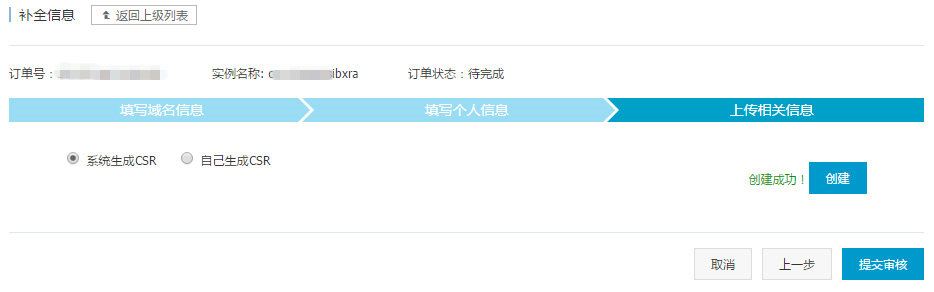 补全信息 返回上级列表
订单号： 实例名称: 订单状态：待完成
填写域名信息 填写个人信息 上传相关信息
系统生成CSR 自己生成CSR
创建成功！ 创建
取消 上一步 提交审核